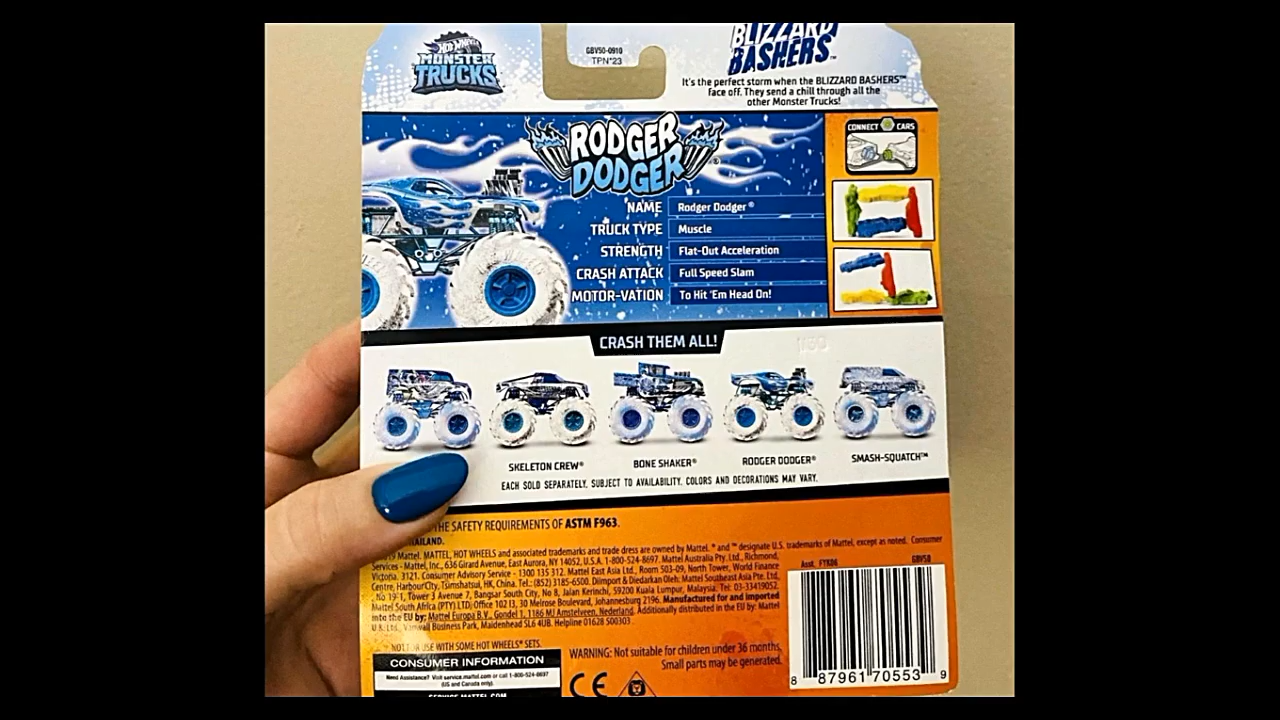 HOT WHEELS
MONSTER
TRUCKS
GBV50-0910
TPN*23
BLIZZARD
BASHERS™
It's the perfect storm when the BLIZZARD BASHERS™
face off. They send a chill through all the
other Monster Trucks!
CONNECT CARS
RODGER
DODGER®
NAME Rodger Dodger®
TRUCK TYPE Muscle
STRENGTH Flat-Out Acceleration
CRASH ATTACK Full Speed Slam
MOTOR-VATION To Hit 'Em Head On!
CRASH THEM ALL!
SKELETON CREW® BONE SHAKER® RODGER DODGER® SMASH-SQUATCH™
EACH SOLD SEPARATELY. SUBJECT TO AVAILABILITY. COLORS AND DECORATIONS MAY VARY.
THE SAFETY REQUIREMENTS OF ASTM F963.
AILAND.
Mattel. MATTEL, HOT WHEELS and associated trademarks and trade dress are owned by Mattel. ® and ™ designate U.S. trademarks of Mattel, except as noted. Consumer
Services - Mattel, Inc., 636 Girard Avenue, East Aurora, NY 14052, U.S.A. 1-800-524-8697. Mattel Australia Pty. Ltd., Richmond,
Victoria. 3121. Consumer Advisory Service - 1300 135 312. Mattel East Asia Ltd., Room 503-09, North Tower, World Finance
Centre, HarbourCity, Tsimshatsui, HK, China. Tel.: (852) 3185-6500. Diimport & Diedarkan Oleh: Mattel Southeast Asia Pte. Ltd.,
No 19-1, Tower 3 Avenue 7, Bangsar South City, No 8, Jalan Kerinchi, 59200 Kuala Lumpur, Malaysia. Tel: 03-33419052.
Mattel South Africa (PTY) LTD, Office 102 I3, 30 Melrose Boulevard, Johannesburg 2196. Manufactured for and imported
into the EU by: Mattel Europa B.V., Gondel 1, 1186 MJ Amstelveen, Nederland. Additionally distributed in the EU by: Mattel
U.K. Ltd., Vanwall Business Park, Maidenhead SL6 4UB. Helpline 01628 500303.
Asst. FYK06 GBV50
NOT FOR USE WITH SOME HOT WHEELS® SETS.
CONSUMER INFORMATION
Need Assistance? Visit service.mattel.com or call 1-800-524-8697
(US and Canada only).
SERVICE.MATTEL.COM
WARNING: Not suitable for children under 36 months.
Small parts may be generated.
CE
8 87961 70553 9